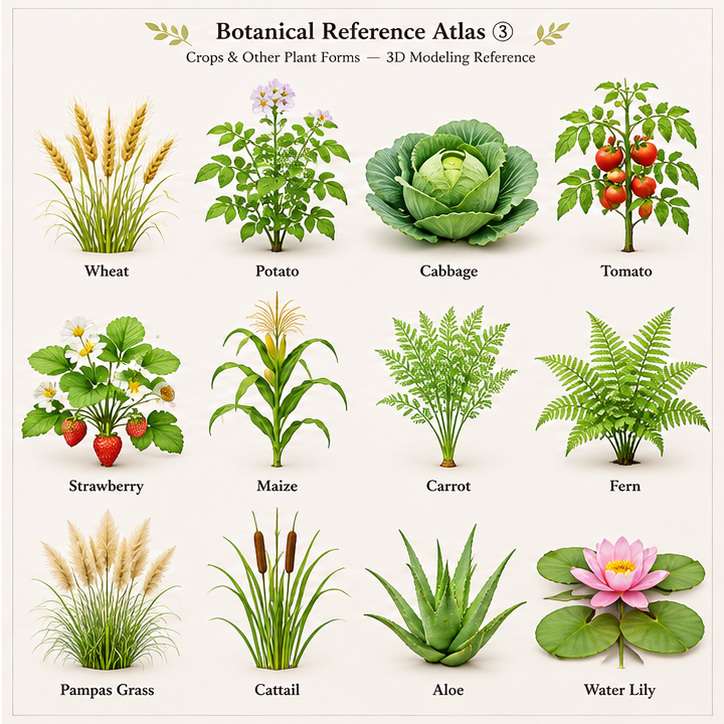 Botanical Reference Atlas ③
Crops & Other Plant Forms — 3D Modeling Reference
Wheat
Potato
Cabbage
Tomato
Strawberry
Maize
Carrot
Fern
Pampas Grass
Cattail
Aloe
Water Lily